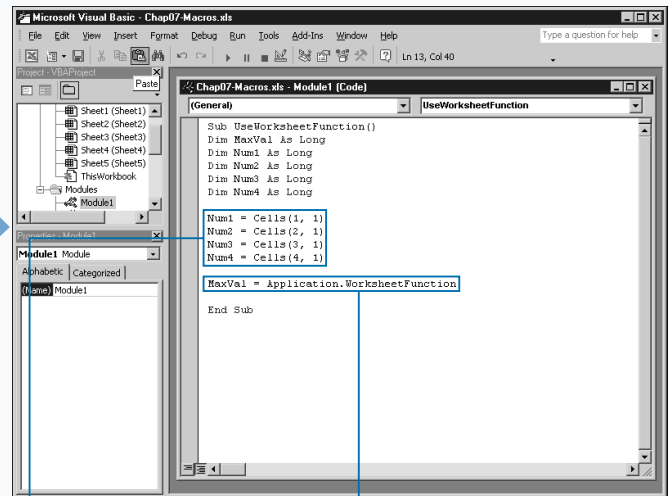 Microsoft Visual Basic - Chap07-Macros.xls
File Edit View Insert Format Debug Run Tools Add-Ins Window Help
Type a question for help
Ln 13, Col 40
Project - VBAProject
Paste
Sheet1 (Sheet1)
Sheet2 (Sheet2)
Sheet3 (Sheet3)
Sheet4 (Sheet4)
Sheet5 (Sheet5)
ThisWorkbook
Modules
Module1
Properties - Module1
Module1 Module
Alphabetic Categorized
(Name) Module1
Chap07-Macros.xls - Module1 (Code)
(General) UseWorksheetFunction
Sub UseWorksheetFunction()
Dim MaxVal As Long
Dim Num1 As Long
Dim Num2 As Long
Dim Num3 As Long
Dim Num4 As Long
Num1 = Cells(1, 1)
Num2 = Cells(2, 1)
Num3 = Cells(3, 1)
Num4 = Cells(4, 1)
MaxVal = Application.WorksheetFunction
End Sub